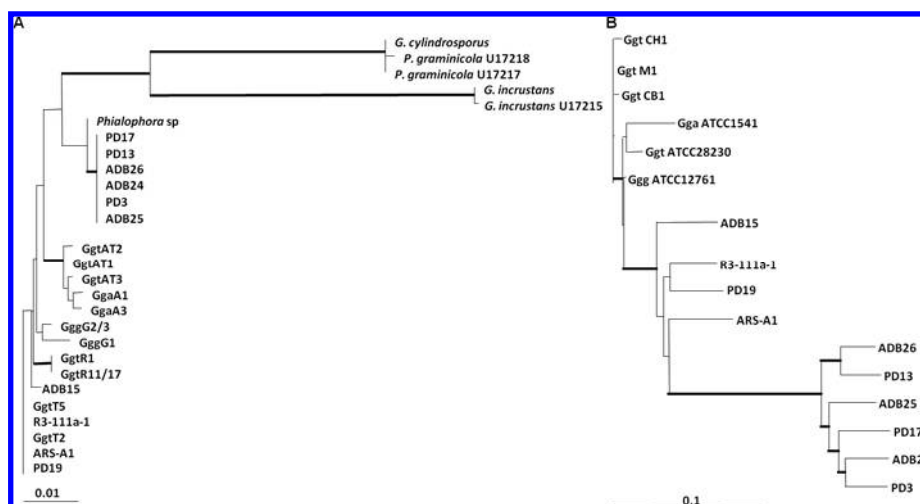 A
G. cylindrosporus
P. graminicola U17218
P. graminicola U17217
G. incrustans
G. incrustans U17215
Phialophora sp
PD17
PD13
ADB26
ADB24
PD3
ADB25
GgtAT2
GgtAT1
GgtAT3
GgaA1
GgaA3
GggG2/3
GggG1
GgtR1
GgtR11/17
ADB15
GgtT5
R3-111a-1
GgtT2
ARS-A1
PD19
0.01
B
Ggt CH1
Ggt M1
Ggt CB1
Gga ATCC1541
Ggt ATCC28230
Ggg ATCC12761
ADB15
R3-111a-1
PD19
ARS-A1
ADB26
PD13
ADB25
PD17
ADB2
PD3
0.1